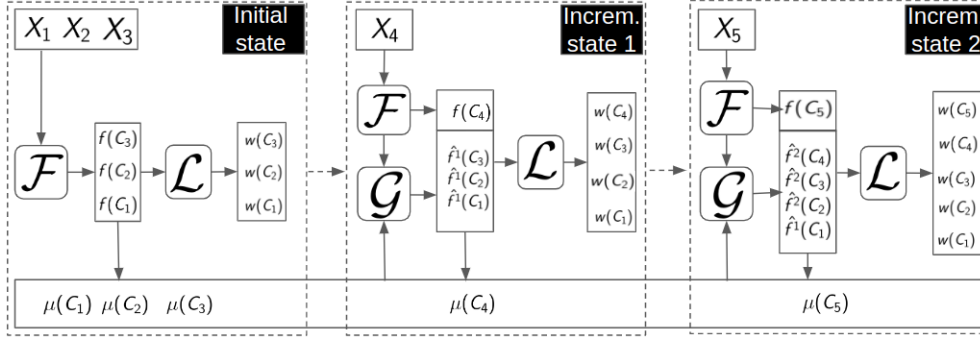 X₁ X₂ X₃
Initial
state
F
f(C₃)
f(C₂)
f(C₁)
L
w(C₃)
w(C₂)
w(C₁)
X₄
Increm.
state 1
F
f(C₄)
G
f̂¹(C₃)
f̂¹(C₂)
f̂¹(C₁)
L
w(C₄)
w(C₃)
w(C₂)
w(C₁)
X₅
Increm.
state 2
F
f(C₅)
G
f̂²(C₄)
f̂²(C₃)
f̂²(C₂)
f̂¹(C₁)
L
w(C₅)
w(C₄)
w(C₃)
w(C₂)
w(C₁)
μ(C₁) μ(C₂) μ(C₃)
μ(C₄)
μ(C₅)